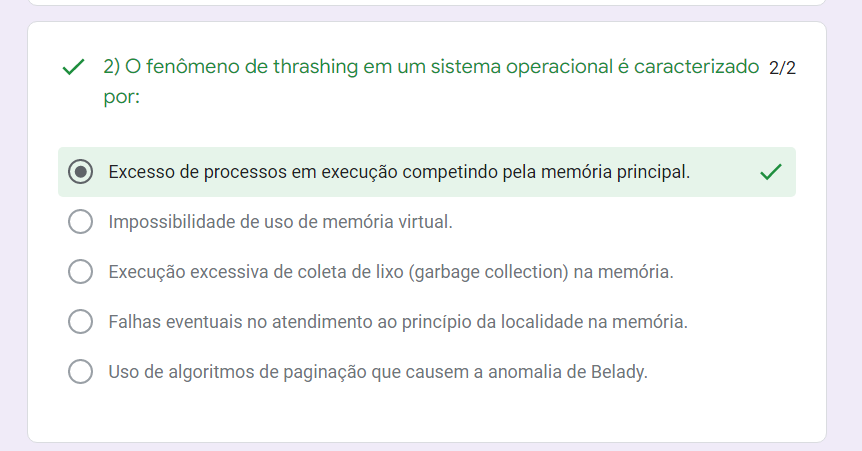 2) O fenômeno de thrashing em um sistema operacional é caracterizado 2/2
por:
Excesso de processos em execução competindo pela memória principal.
Impossibilidade de uso de memória virtual.
Execução excessiva de coleta de lixo (garbage collection) na memória.
Falhas eventuais no atendimento ao princípio da localidade na memória.
Uso de algoritmos de paginação que causem a anomalia de Belady.